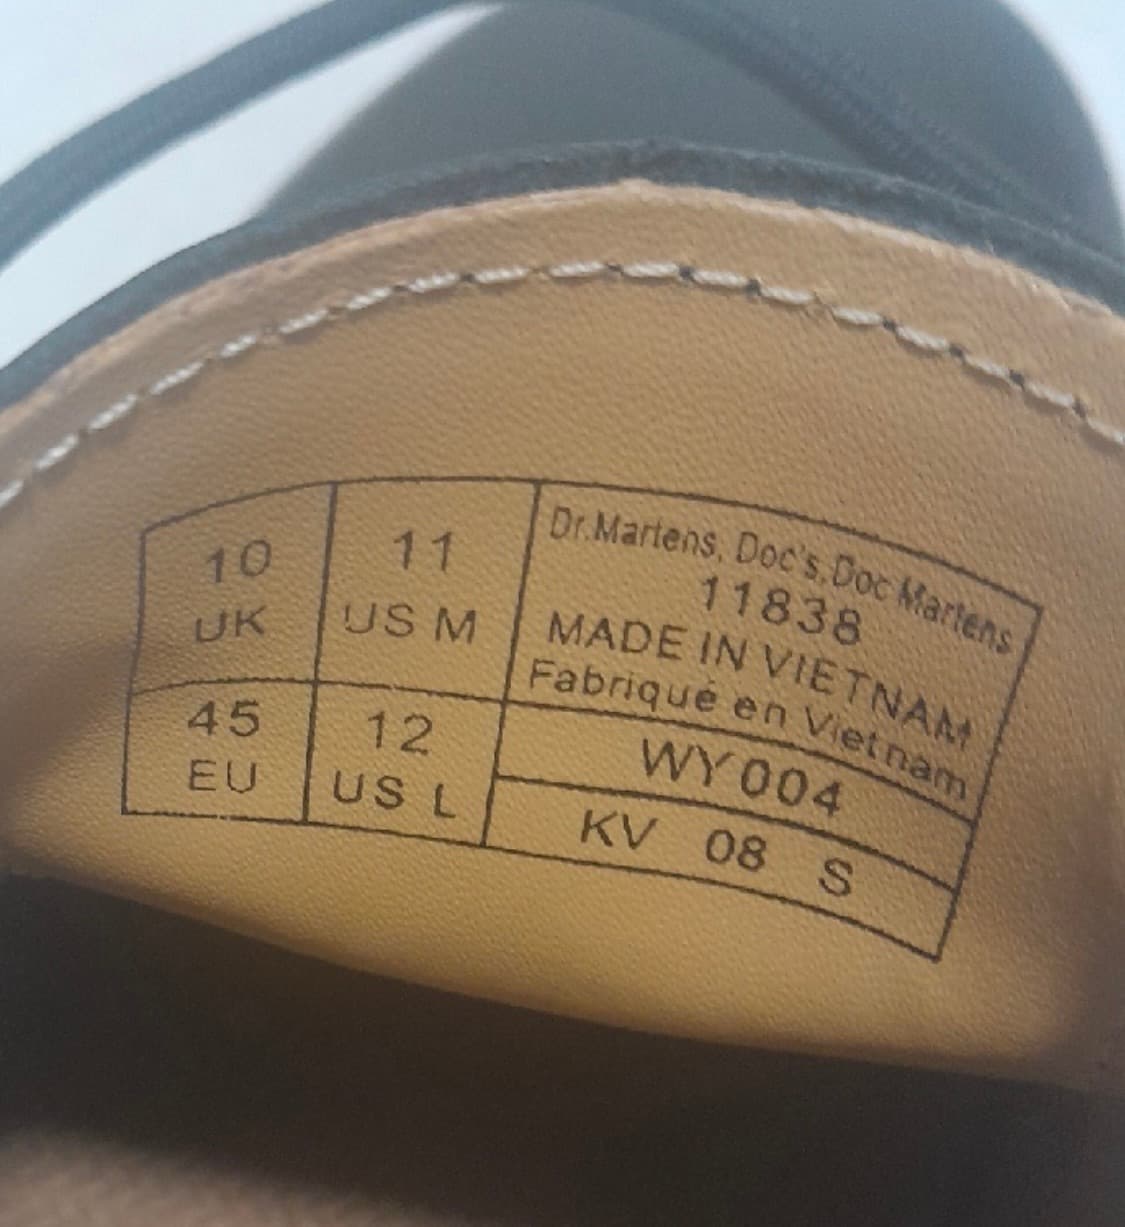 10
UK
11
US M
45
EU
12
US L
Dr.Martens, Doc's,Doc Martens
11838
MADE IN VIETNAM
Fabriqué en Vietnam
WY004
KV 08 S